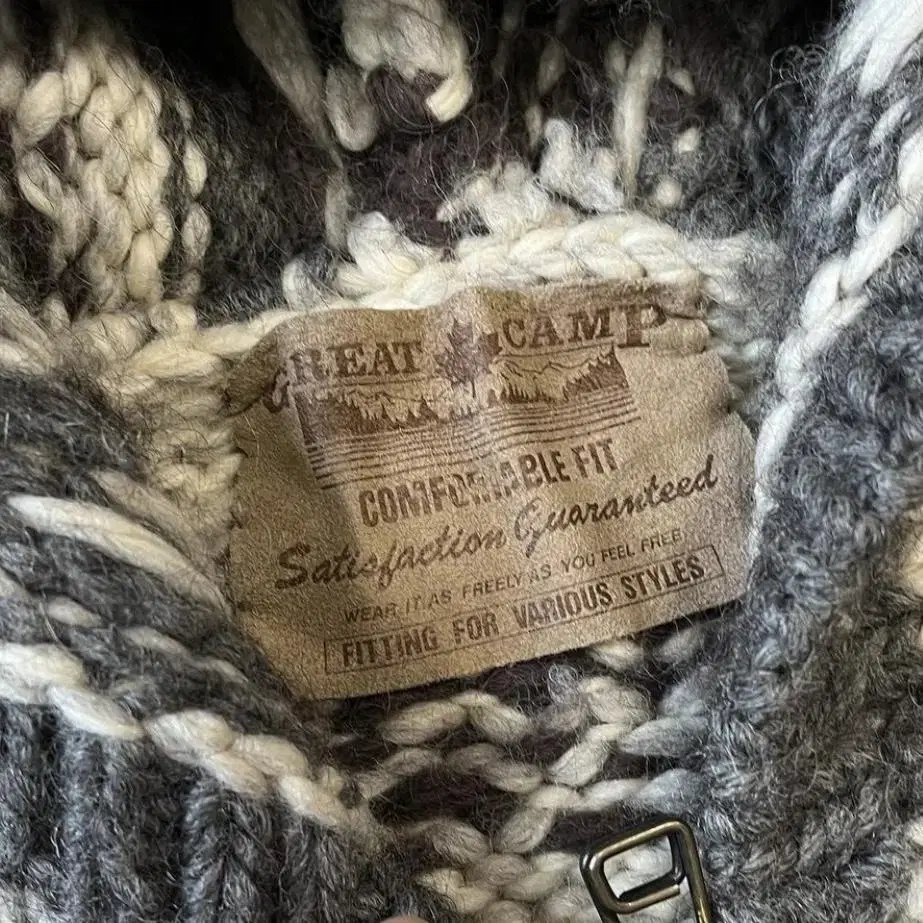 GREAT CAMP
COMFORTABLE FIT
Satisfaction Guaranteed
WEAR IT AS FREELY AS YOU FEEL FREE
FITTING FOR VARIOUS STYLES